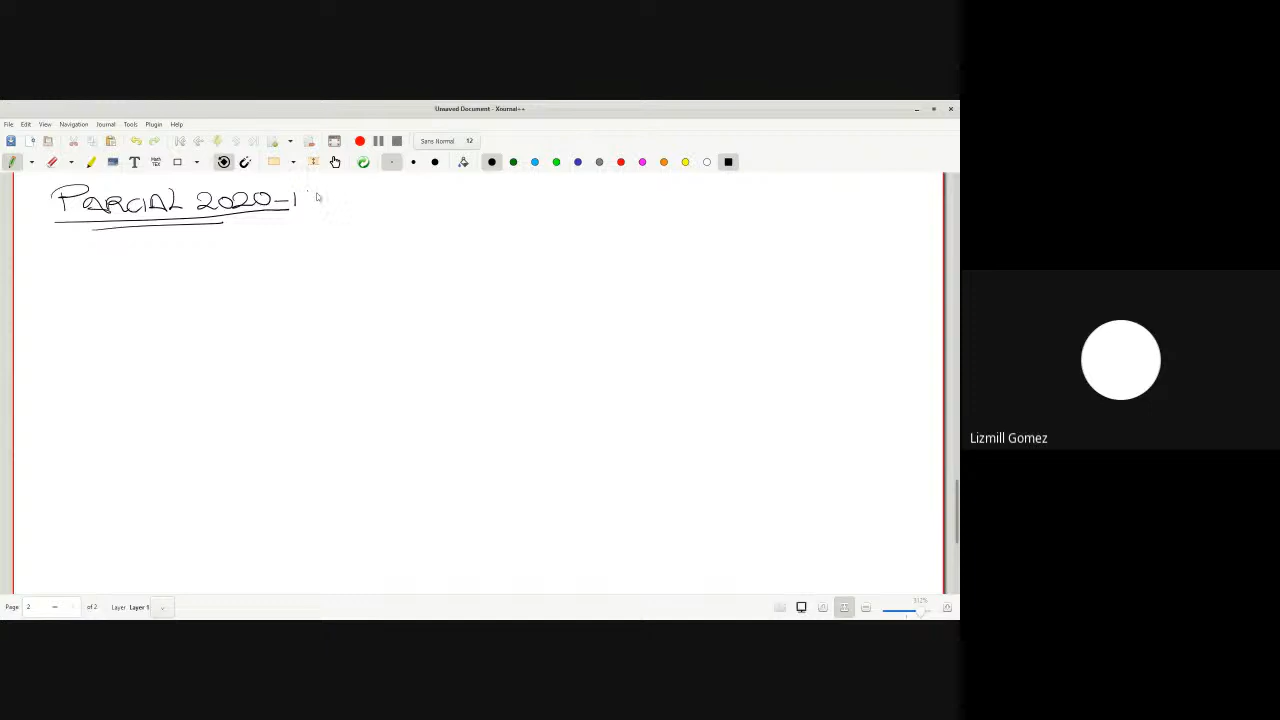 Unsaved Document - Xournal++
File Edit View Navigation Journal Tools Plugin Help
Sans Normal 12
PARCIAL 2020-1
Lizmill Gomez
Page 2 of 2 Layer Layer 1
312%